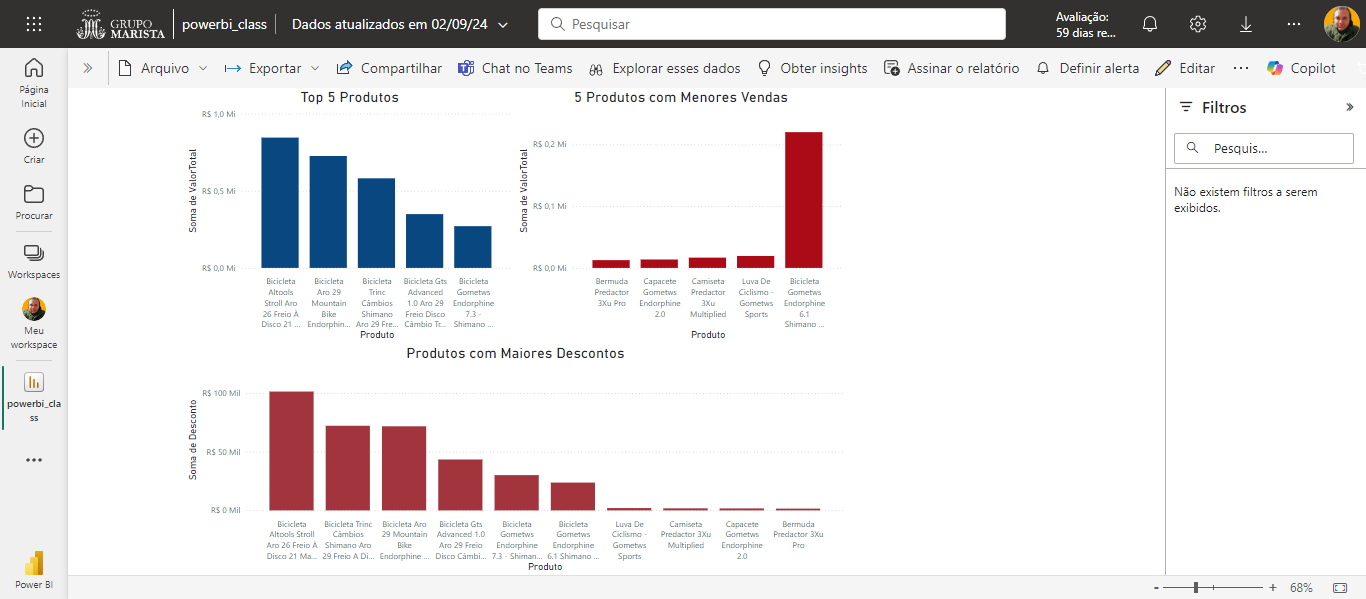 GRUPO
MARISTA
powerbi_class
Dados atualizados em 02/09/24
Pesquisar
Avaliação:
59 dias re...
Página
Inicial
Criar
Procurar
Workspaces
Meu
workspace
powerbi_cla
ss
Power BI
Arquivo
Exportar
Compartilhar
Chat no Teams
Explorar esses dados
Obter insights
Assinar o relatório
Definir alerta
Editar
Copilot
Top 5 Produtos
Soma de ValorTotal
R$ 1,0 Mi
R$ 0,5 Mi
R$ 0,0 Mi
Bicicleta
Altools
Stroll Aro
26 Freio À
Disco 21 ...
Bicicleta
Aro 29
Mountain
Bike
Endorphin...
Bicicleta
Trinc
Câmbios
Shimano
Aro 29 Fre...
Bicicleta Gts
Advanced
1.0 Aro 29
Freio Disco
Câmbio Tr...
Bicicleta
Gometws
Endorphine
7.3 -
Shimano ...
Produto
5 Produtos com Menores Vendas
Soma de ValorTotal
R$ 0,2 Mi
R$ 0,1 Mi
R$ 0,0 Mi
Bermuda
Predator
3Xu Pro
Capacete
Gometws
Endorphine
2.0
Camiseta
Predactor
3Xu
Multiplied
Luva De
Ciclismo -
Gometws
Sports
Bicicleta
Gometws
Endorphine
6.1
Shimano ...
Produto
Produtos com Maiores Descontos
Soma de Desconto
R$ 100 Mil
R$ 50 Mil
R$ 0 Mil
Bicicleta
Altools Stroll
Aro 26 Freio À
Disco 21 Ma...
Bicicleta Trinc
Câmbios
Shimano Aro
29 Freio A Di...
Bicicleta Aro
29 Mountain
Bike
Endorphine ...
Bicicleta Gts
Advanced 1.0
Aro 29 Freio
Disco Câmbi...
Bicicleta
Gometws
Endorphine
7.3 - Shiman...
Bicicleta
Gometws
Endorphine
6.1 Shimano ...
Luva De
Ciclismo -
Gometws
Sports
Camiseta
Predactor 3Xu
Multiplied
Capacete
Gometws
Endorphine
2.0
Bermuda
Predactor 3Xu
Pro
Produto
Filtros
Pesquis...
Não existem filtros a serem
exibidos.
- + 68%